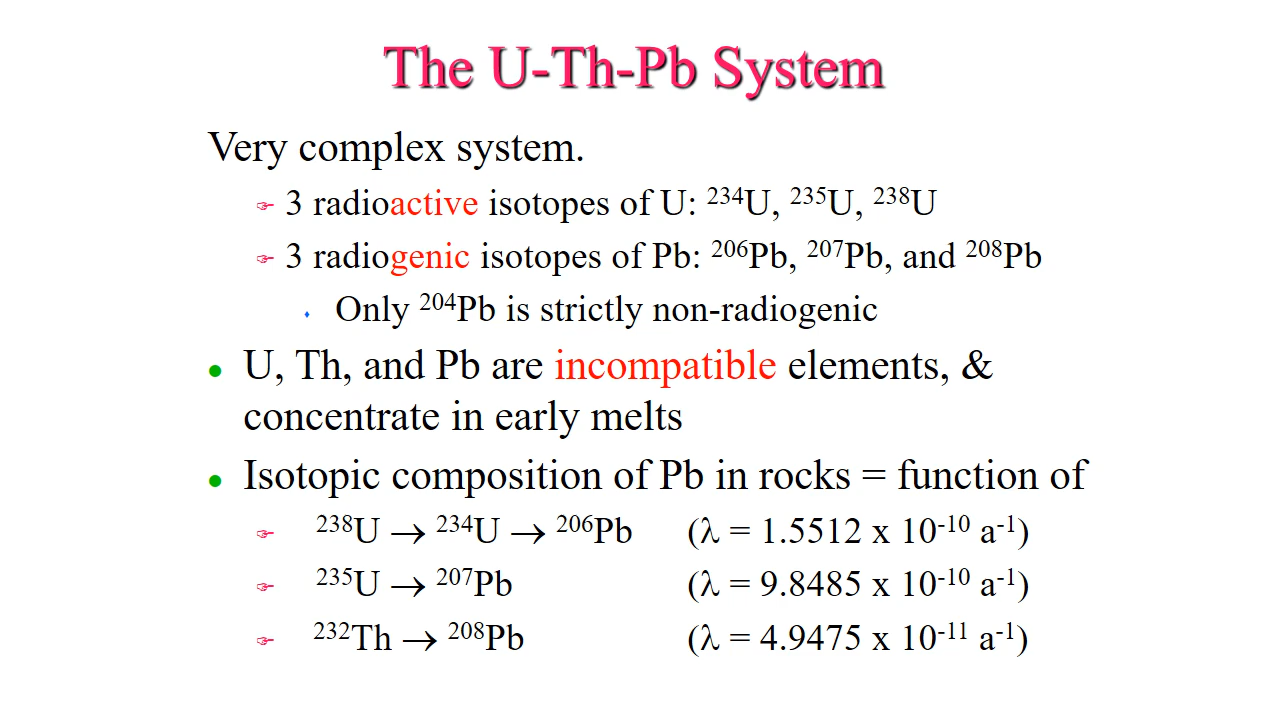 The U-Th-Pb System
Very complex system.
☞ 3 radioactive isotopes of U: ²³⁴U, ²³⁵U, ²³⁸U
☞ 3 radiogenic isotopes of Pb: ²⁰⁶Pb, ²⁰⁷Pb, and ²⁰⁸Pb
♦ Only ²⁰⁴Pb is strictly non-radiogenic
● U, Th, and Pb are incompatible elements, &
concentrate in early melts
● Isotopic composition of Pb in rocks = function of
☞ ²³⁸U → ²³⁴U → ²⁰⁶Pb (λ = 1.5512 x 10⁻¹⁰ a⁻¹)
☞ ²³⁵U → ²⁰⁷Pb (λ = 9.8485 x 10⁻¹⁰ a⁻¹)
☞ ²³²Th → ²⁰⁸Pb (λ = 4.9475 x 10⁻¹¹ a⁻¹)